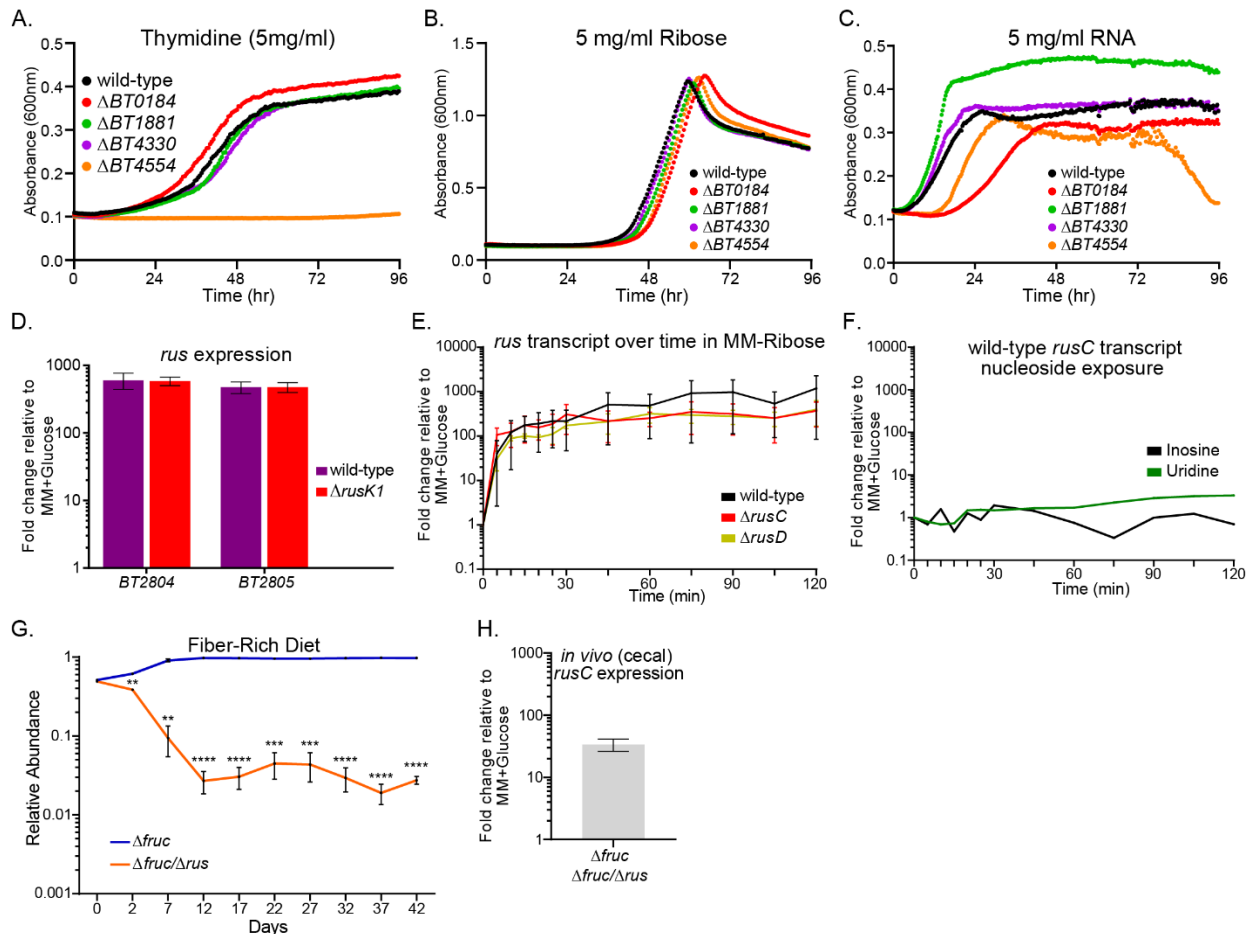 A.
Thymidine (5mg/ml)
Absorbance (600nm)
0.5
0.4
0.3
0.2
0.1
0.0
wild-type
ΔBT0184
ΔBT1881
ΔBT4330
ΔBT4554
0 24 48 72 96
Time (hr)
B.
5 mg/ml Ribose
Absorbance (600nm)
1.5
1.2
0.9
0.6
0.3
0.0
wild-type
ΔBT0184
ΔBT1881
ΔBT4330
ΔBT4554
0 24 48 72 96
Time (hr)
C.
5 mg/ml RNA
Absorbance (600nm)
0.5
0.4
0.3
0.2
0.1
0.0
wild-type
ΔBT0184
ΔBT1881
ΔBT4330
ΔBT4554
0 24 48 72 96
Time (hr)
D.
rus expression
Fold change relative to
MM+Glucose
1000
100
10
1
wild-type
ΔrusK1
BT2804 BT2805
E.
rus transcript over time in MM-Ribose
Fold change relative to
MM+Glucose
10000
1000
100
10
1
0.1
wild-type
ΔrusC
ΔrusD
0 30 60 90 120
Time (min)
F.
wild-type rusC transcript
nucleoside exposure
Fold change relative to
MM+Glucose
10000
1000
100
10
1
0.1
Inosine
Uridine
0 30 60 90 120
Time (min)
G.
Fiber-Rich Diet
Relative Abundance
1
0.1
0.01
0.001
**
**
****
****
***
***
****
****
****
Δfruc
Δfruc/Δrus
0 2 7 12 17 22 27 32 37 42
Days
H.
in vivo (cecal)
rusC expression
Fold change relative to
MM+Glucose
1000
100
10
1
Δfruc
Δfruc/Δrus